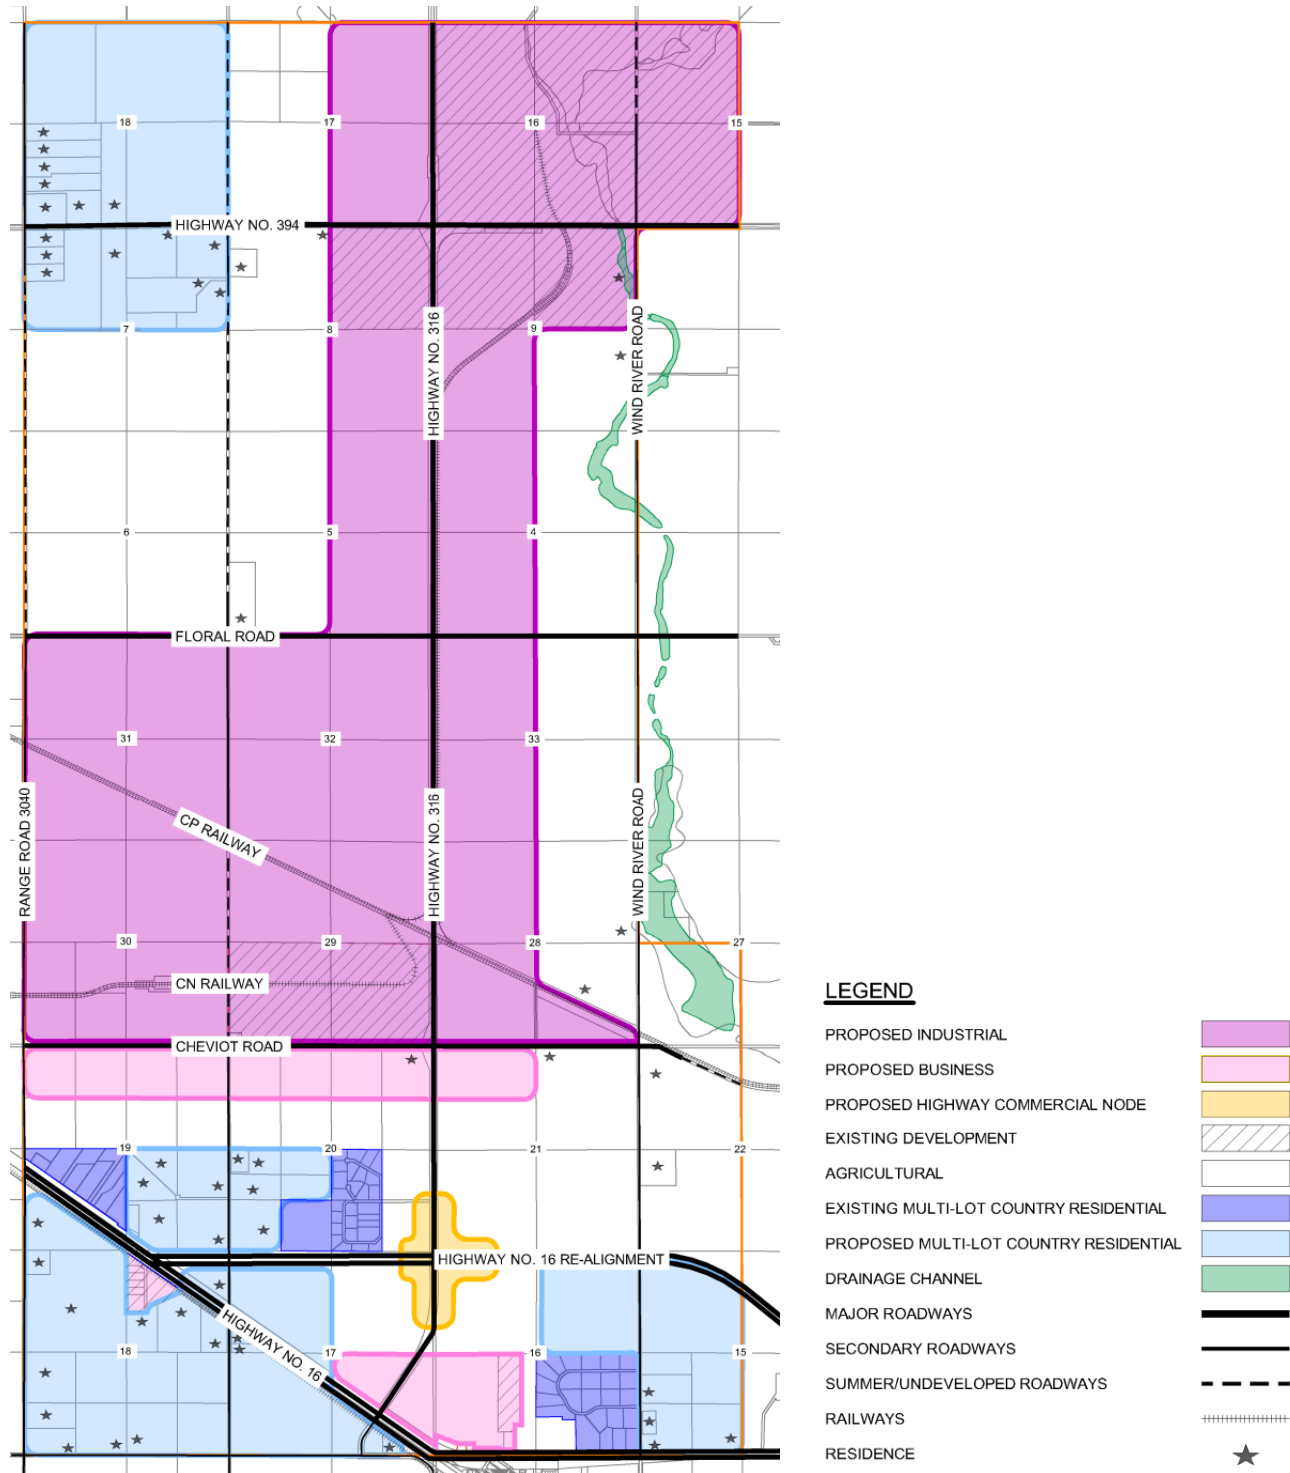 18
17
16
15
HIGHWAY NO. 394
7
8
9
HIGHWAY NO. 316
WIND RIVER ROAD
6
5
4
FLORAL ROAD
31
32
33
RANGE ROAD 3040
CP RAILWAY
HIGHWAY NO. 316
WIND RIVER ROAD
30
29
28
27
CN RAILWAY
CHEVIOT ROAD
19
20
21
22
HIGHWAY NO. 16 RE-ALIGNMENT
HIGHWAY NO. 16
18
17
16
15
LEGEND
PROPOSED INDUSTRIAL
PROPOSED BUSINESS
PROPOSED HIGHWAY COMMERCIAL NODE
EXISTING DEVELOPMENT
AGRICULTURAL
EXISTING MULTI-LOT COUNTRY RESIDENTIAL
PROPOSED MULTI-LOT COUNTRY RESIDENTIAL
DRAINAGE CHANNEL
MAJOR ROADWAYS
SECONDARY ROADWAYS
SUMMER/UNDEVELOPED ROADWAYS
RAILWAYS
RESIDENCE